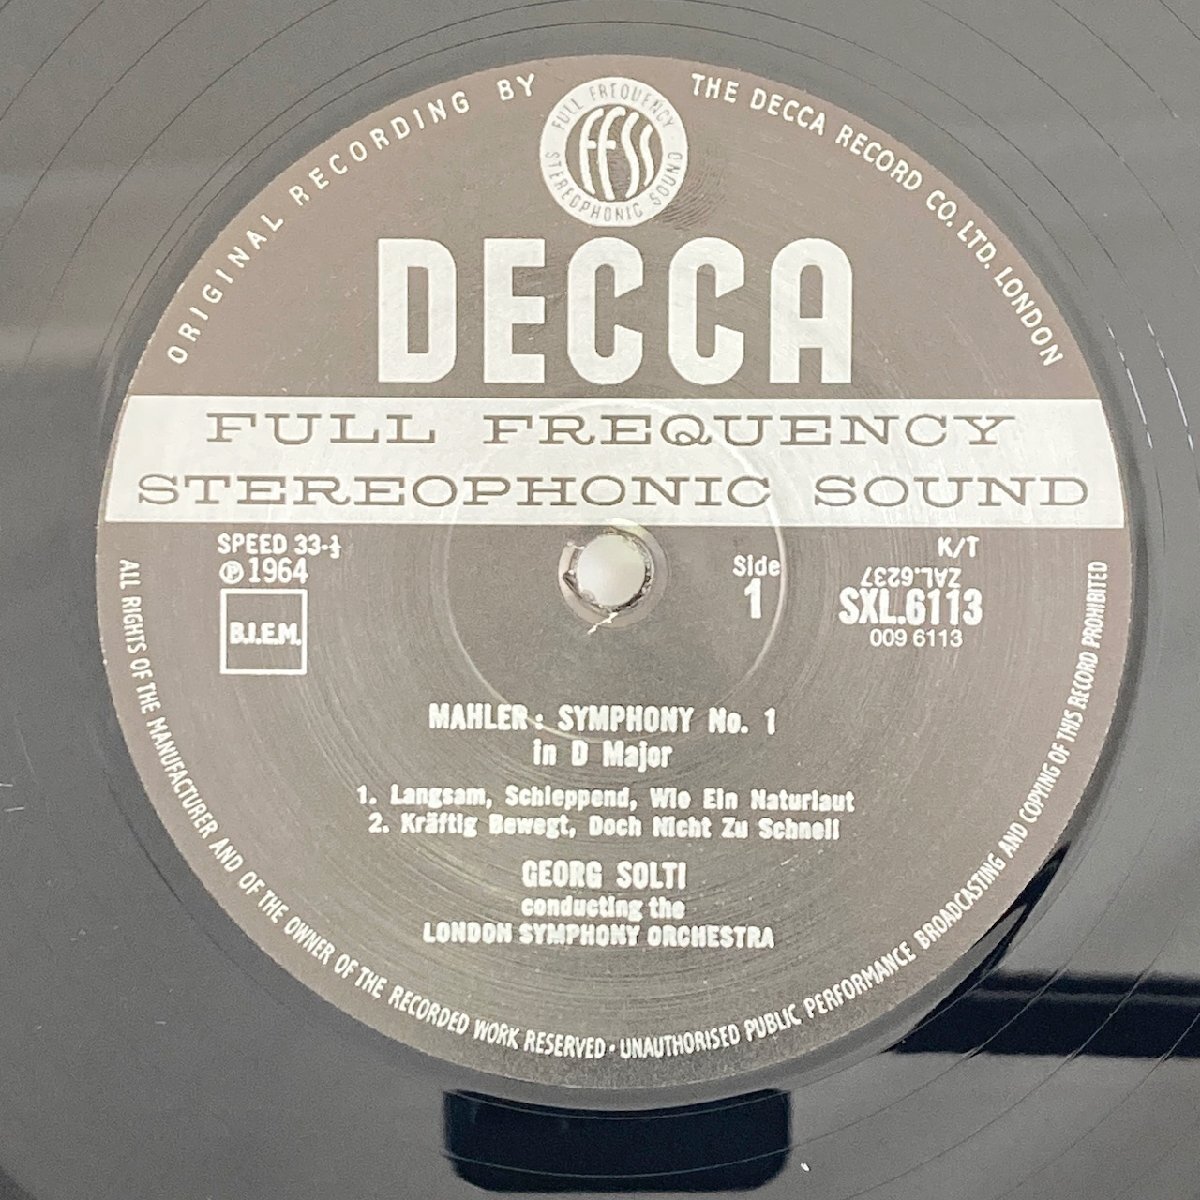 ORIGINAL RECORDING BY THE DECCA RECORD CO. LTD. LONDON
FULL FREQUENCY STEREOPHONIC SOUND
FFSS
DECCA
FULL FREQUENCY
STEREOPHONIC SOUND
SPEED 33-⅓
℗1964
B.I.E.M.
Side
1
K/T
ZAL.6237
SXL.6113
009 6113
MAHLER: SYMPHONY No. 1
in D Major
1. Langsam, Schleppend, Wie Ein Naturlaut
2. Kräftig Bewegt, Doch Nicht Zu Schnell
GEORG SOLTI
conducting the
LONDON SYMPHONY ORCHESTRA
ALL RIGHTS OF THE MANUFACTURER AND OF THE OWNER OF THE RECORDED WORK RESERVED · UNAUTHORISED PUBLIC PERFORMANCE BROADCASTING AND COPYING OF THIS RECORD PROHIBITED